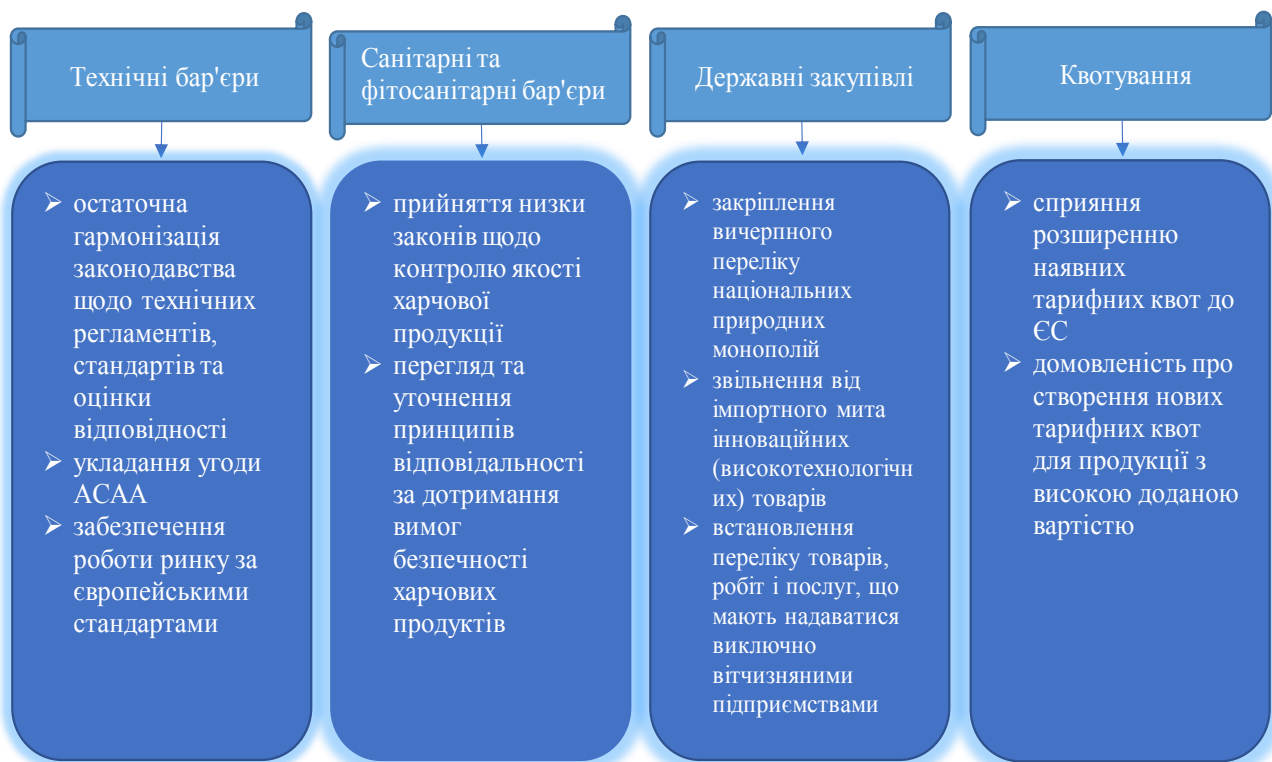 Технічні бар'єри
Санітарні та
фітосанітарні бар'єри
Державні закупівлі
Квотування
➢ остаточна
гармонізація
законодавства
щодо технічних
регламентів,
стандартів та
оцінки
відповідності
➢ укладання угоди
АСАА
➢ забезпечення
роботи ринку за
європейськими
стандартами
➢ прийняття низки
законів щодо
контролю якості
харчової
продукції
➢ перегляд та
уточнення
принципів
відповідальності
за дотримання
вимог
безпечності
харчових
продуктів
➢ закріплення
вичерпного
переліку
національних
природних
монополій
➢ звільнення від
імпортного мита
інноваційних
(високотехнологічн
их) товарів
➢ встановлення
переліку товарів,
робіт і послуг, що
мають надаватися
виключно
вітчизняними
підприємствами
➢ сприяння
розширенню
наявних
тарифних квот до
ЄС
➢ домовленість про
створення нових
тарифних квот
для продукції з
високою доданою
вартістю